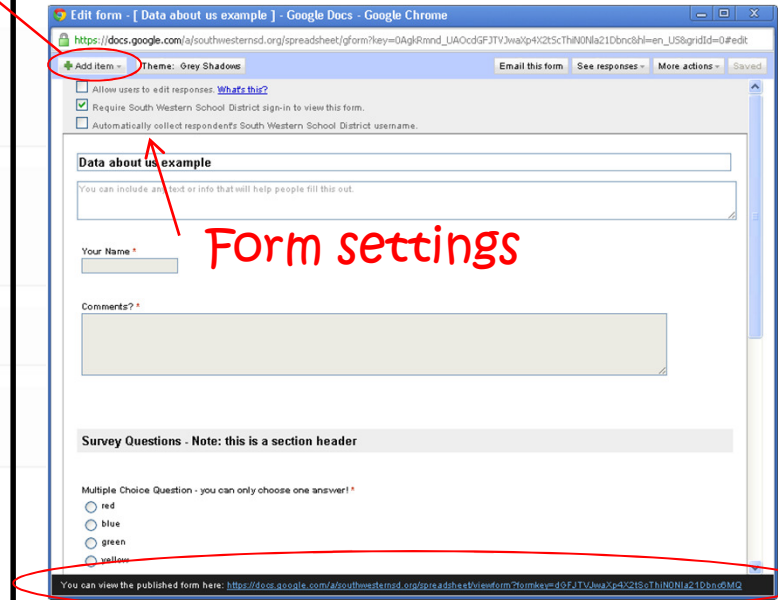 Edit form - [ Data about us example ] - Google Docs - Google Chrome
https://docs.google.com/a/southwesternsd.org/spreadsheet/gform?key=0AgkRmnd_UAOcdGFJTVJwaXp4X2tScThiN0Nla21Dbnc&hl=en_US&gridId=0#edit
Add item Theme: Grey Shadows Email this form See responses More actions Saved
Allow users to edit responses. What's this?
Require South Western School District sign-in to view this form.
Automatically collect respondent's South Western School District username.
Data about us example
You can include any text or info that will help people fill this out.
Form settings
Your Name *
Comments? *
Survey Questions - Note: this is a section header
Multiple Choice Question - you can only choose one answer! *
red
blue
green
yellow
You can view the published form here: https://docs.google.com/a/southwesternsd.org/spreadsheet/viewform?formkey=dGFJTVJwaXp4X2tScThiN0Nla21Dbnc6MQ